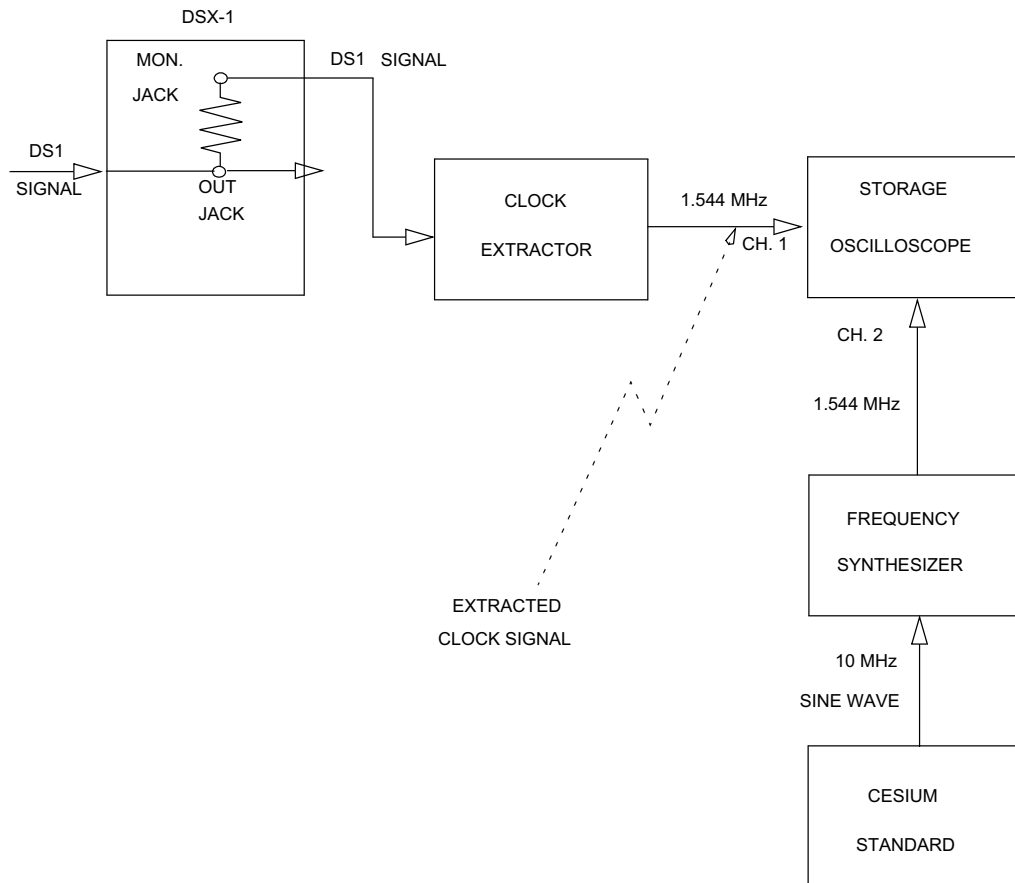 DSX-1
MON.
JACK
DS1 SIGNAL
DS1
SIGNAL
OUT
JACK
CLOCK
EXTRACTOR
1.544 MHz
CH. 1
STORAGE
OSCILLOSCOPE
CH. 2
1.544 MHz
FREQUENCY
SYNTHESIZER
EXTRACTED
CLOCK SIGNAL
10 MHz
SINE WAVE
CESIUM
STANDARD